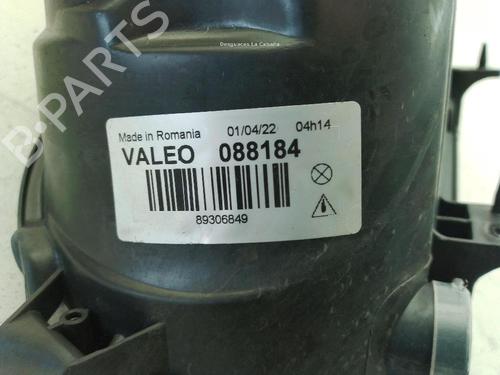 Desguaces La Cabaña
B-PARTS
Made in Romania 01/04/22 04h14
VALEO 088184
89306849